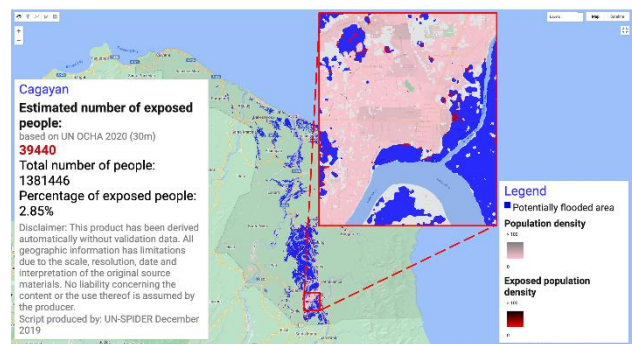 Layers
Map
Satellite
+
−
Cagayan
Estimated number of exposed
people:
based on UN OCHA 2020 (30m)
39440
Total number of people:
1381446
Percentage of exposed people:
2.85%
Disclaimer: This product has been derived
automatically without validation data. All
geographic information has limitations
due to the scale, resolution, date and
interpretation of the original source
materials. No liability concerning the
content or the use thereof is assumed by
the producer.
Script produced by: UN-SPIDER December
2019
Legend
Potentially flooded area
Population density
> 100
0
Exposed population
density
> 100
0